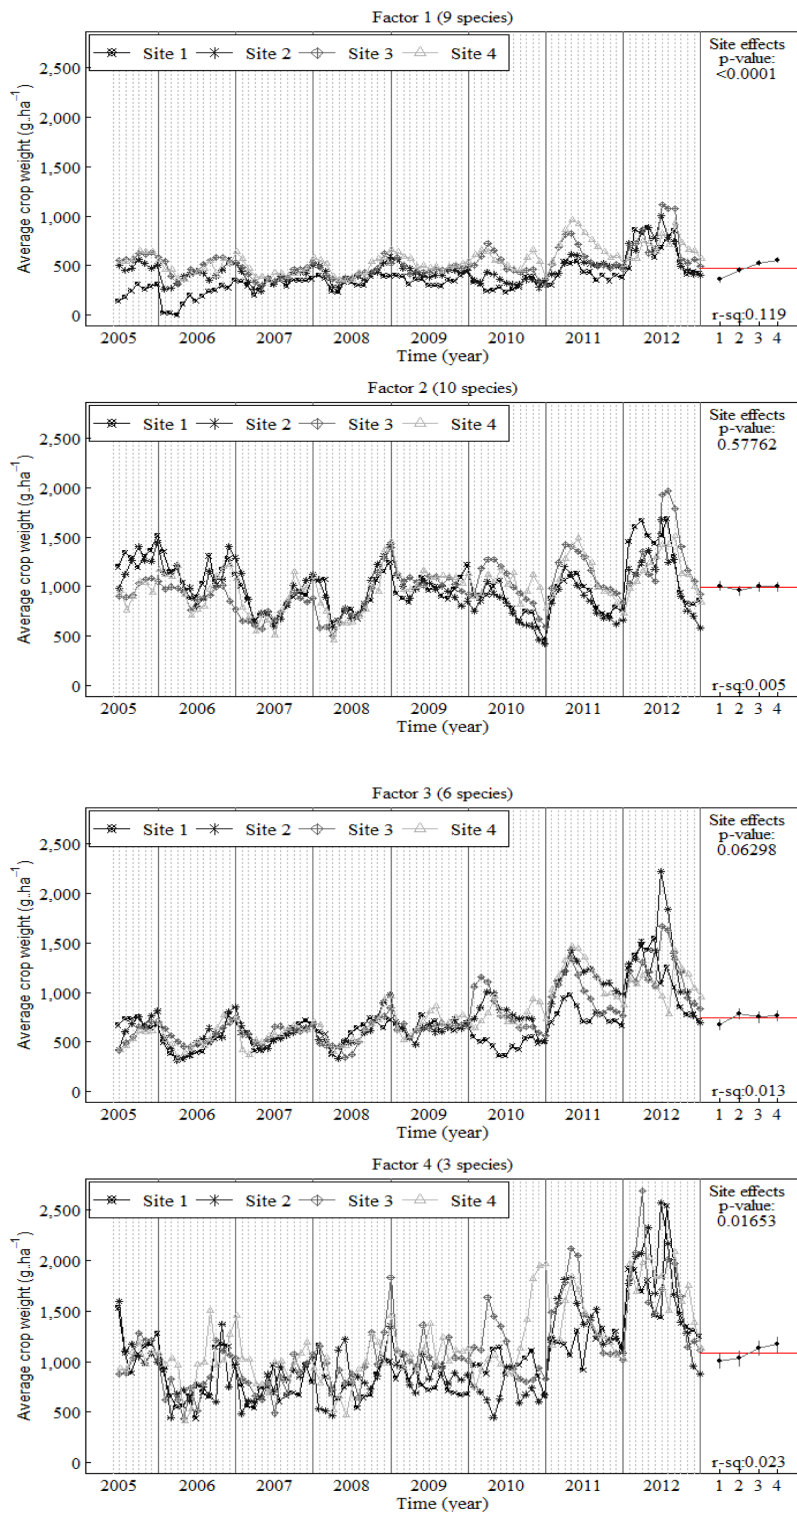 Factor 1 (9 species)
Site 1 Site 2 Site 3 Site 4
Site effects
p-value:
<0.0001
2,500
2,000
1,500
1,000
500
0
Average crop weight (g..ha⁻¹)
r-sq:0.119
2005 2006 2007 2008 2009 2010 2011 2012 1 2 3 4
Time (year)
Factor 2 (10 species)
Site 1 Site 2 Site 3 Site 4
Site effects
p-value:
0.57762
2,500
2,000
1,500
1,000
500
0
Average crop weight (g..ha⁻¹)
r-sq:0.005
2005 2006 2007 2008 2009 2010 2011 2012 1 2 3 4
Time (year)
Factor 3 (6 species)
Site 1 Site 2 Site 3 Site 4
Site effects
p-value:
0.06298
2,500
2,000
1,500
1,000
500
0
Average crop weight (g..ha⁻¹)
r-sq:0.013
2005 2006 2007 2008 2009 2010 2011 2012 1 2 3 4
Time (year)
Factor 4 (3 species)
Site 1 Site 2 Site 3 Site 4
Site effects
p-value:
0.01653
2,500
2,000
1,500
1,000
500
0
Average crop weight (g..ha⁻¹)
r-sq:0.023
2005 2006 2007 2008 2009 2010 2011 2012 1 2 3 4
Time (year)